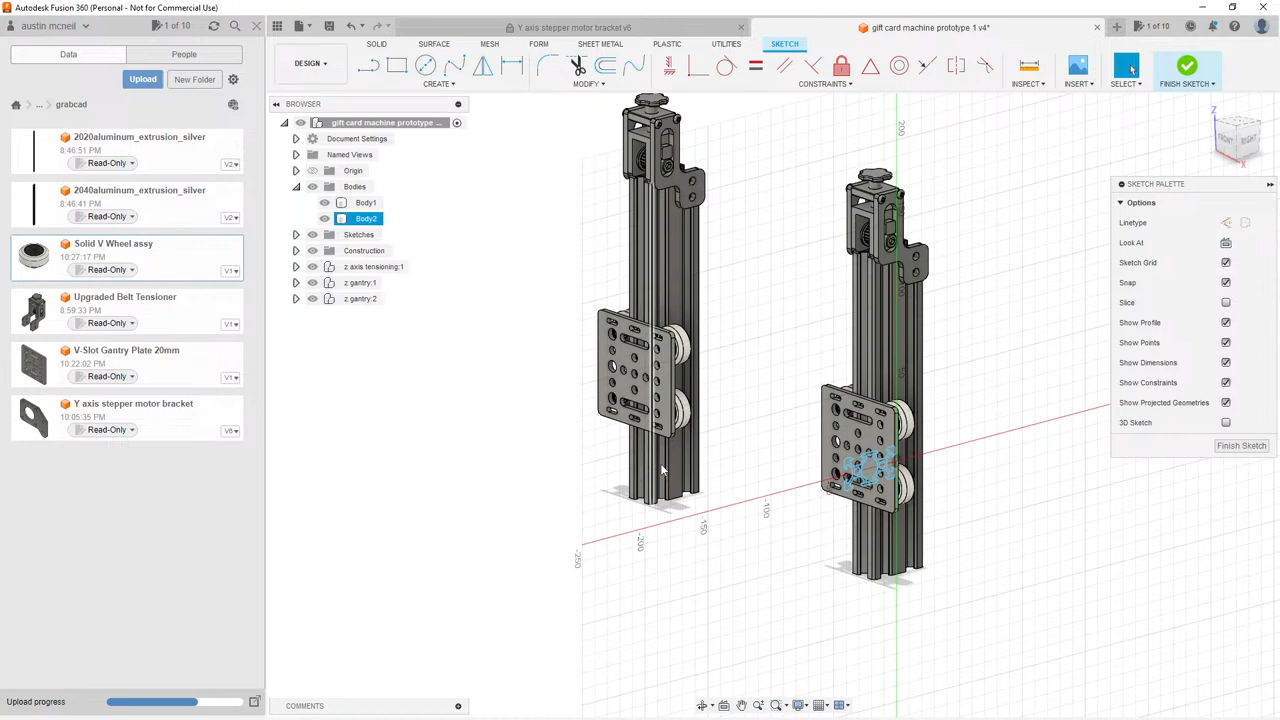 Autodesk Fusion 360 (Personal - Not for Commercial Use)
austin mcneil 1 of 10
Y axis stepper motor bracket v6
gift card machine prototype 1 v4*
1 of 10
Data People
SOLID SURFACE MESH FORM SHEET METAL PLASTIC UTILITIES SKETCH
DESIGN
CREATE MODIFY CONSTRAINTS INSPECT INSERT SELECT FINISH SKETCH
Upload New Folder
... grabcad
2020aluminum_extrusion_silver
Read-Only
8:46:51 PM V2
2040aluminum_extrusion_silver
Read-Only
8:46:41 PM V2
Solid V Wheel assy
Read-Only
10:27:17 PM V1
Upgraded Belt Tensioner
Read-Only
8:59:33 PM V1
V-Slot Gantry Plate 20mm
Read-Only
10:22:02 PM V1
Y axis stepper motor bracket
Read-Only
10:05:35 PM V6
Upload progress
BROWSER
gift card machine prototype ...
Document Settings
Named Views
Origin
Bodies
Body1
Body2
Sketches
Construction
z axis tensioning:1
z gantry:1
z gantry:2
200
-100
-150
-200
-250
Z
FRONT RIGHT
X
SKETCH PALETTE
Options
Linetype
Look At
Sketch Grid
Snap
Slice
Show Profile
Show Points
Show Dimensions
Show Constraints
Show Projected Geometries
3D Sketch
Finish Sketch
COMMENTS